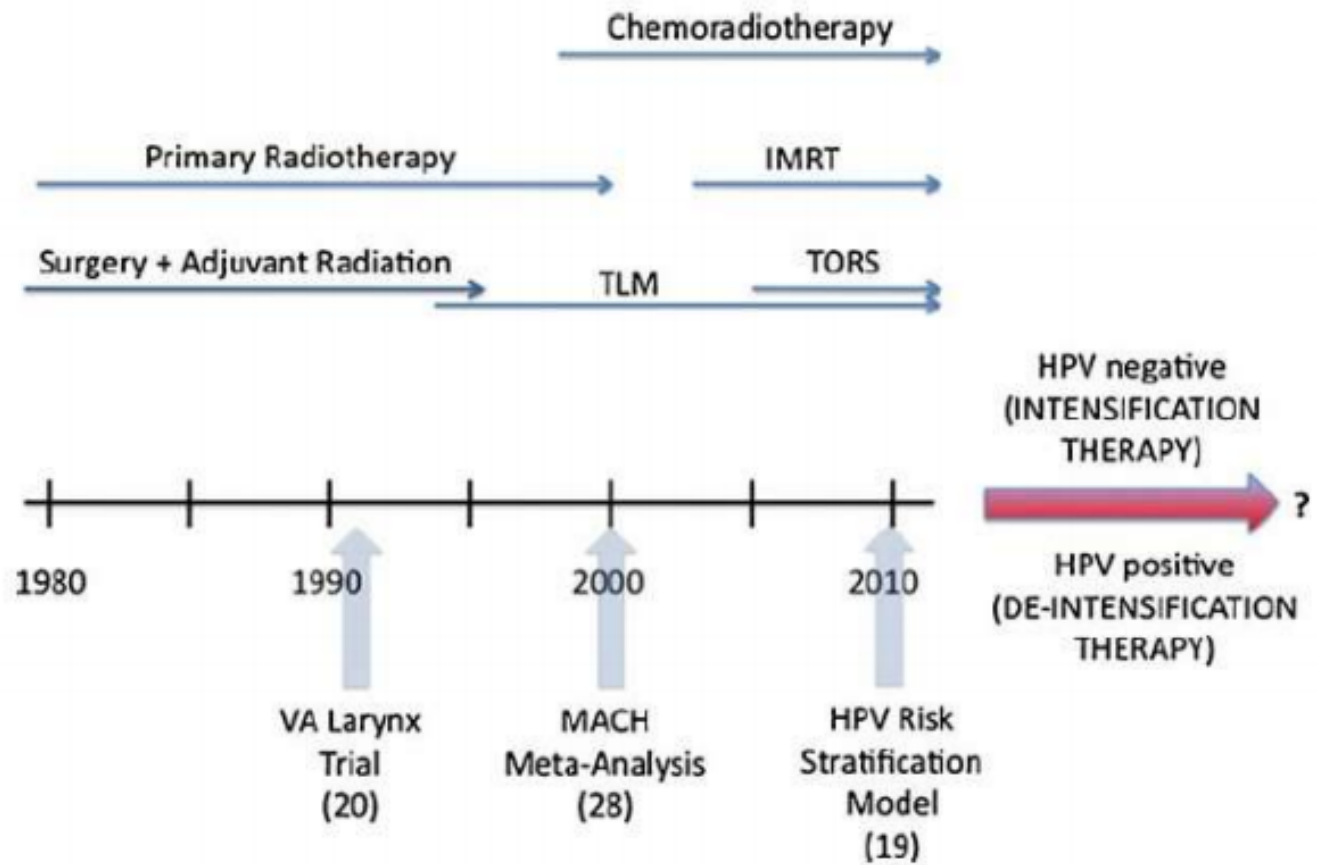 Chemoradiotherapy
Primary Radiotherapy
IMRT
Surgery + Adjuvant Radiation
TLM
TORS
HPV negative
(INTENSIFICATION
THERAPY)
?
1980
1990
2000
2010
HPV positive
(DE-INTENSIFICATION
THERAPY)
VA Larynx
Trial
(20)
MACH
Meta-Analysis
(28)
HPV Risk
Stratification
Model
(19)